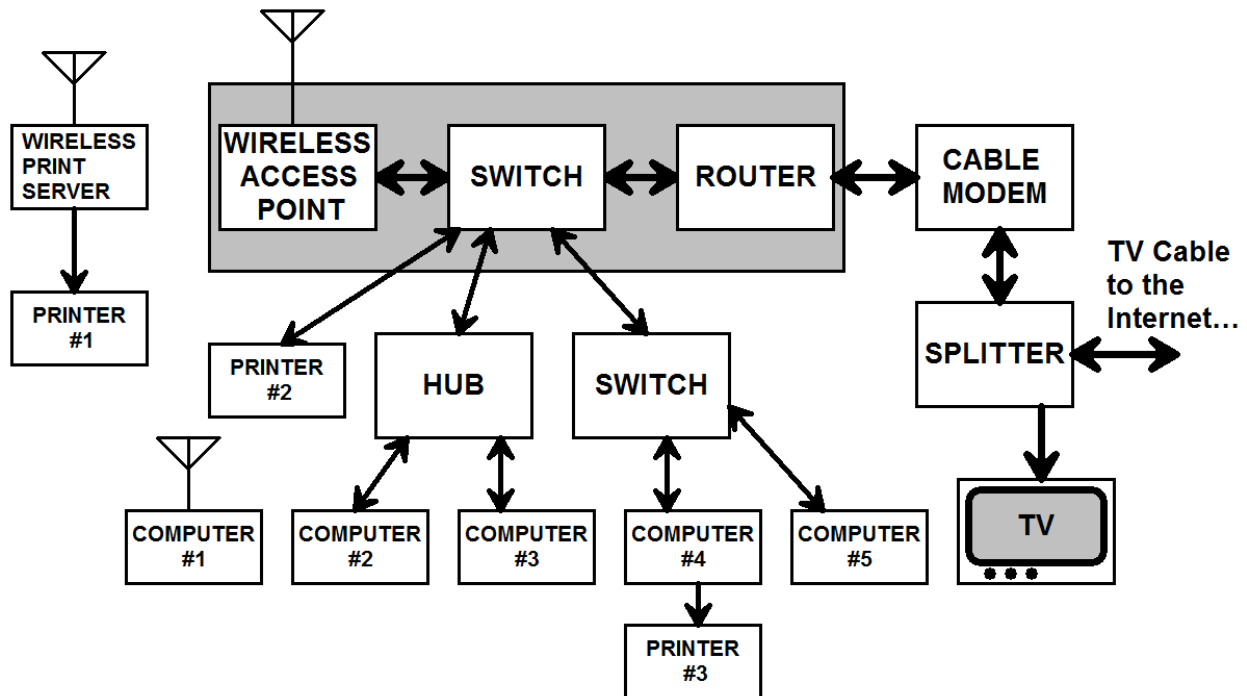 WIRELESS
PRINT
SERVER
PRINTER
#1
WIRELESS
ACCESS
POINT
SWITCH
ROUTER
CABLE
MODEM
TV Cable
to the
Internet...
SPLITTER
PRINTER
#2
HUB
SWITCH
TV
COMPUTER
#1
COMPUTER
#2
COMPUTER
#3
COMPUTER
#4
COMPUTER
#5
PRINTER
#3